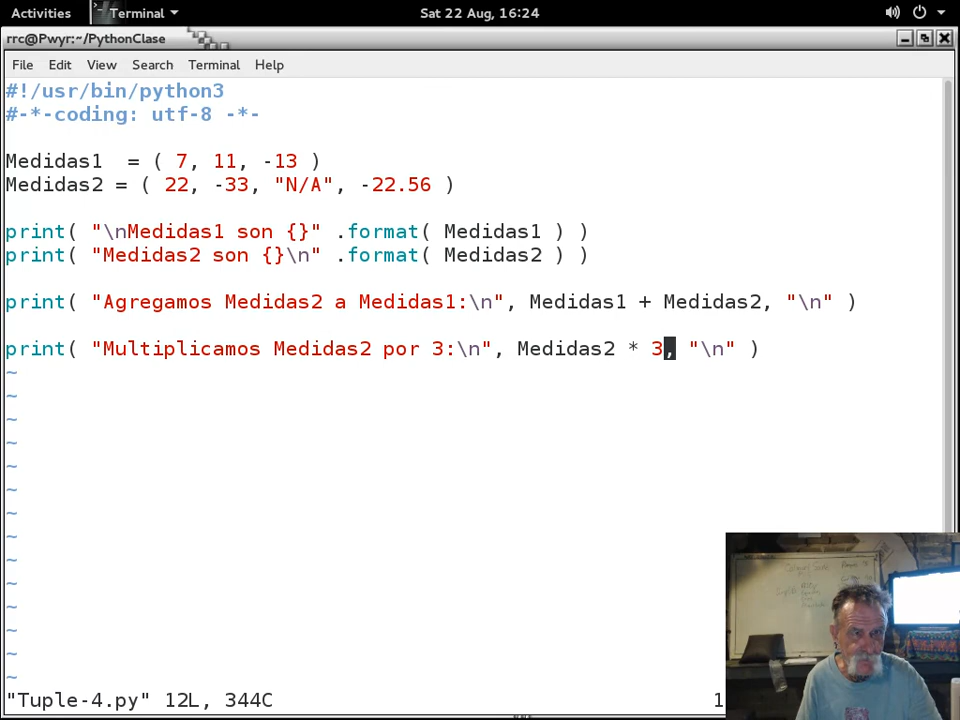 Activities Terminal Sat 22 Aug, 16:24
rrc@Pwyr:~/PythonClase
File Edit View Search Terminal Help
#!/usr/bin/python3
#-*-coding: utf-8 -*-
Medidas1  = ( 7, 11, -13 )
Medidas2 = ( 22, -33, "N/A", -22.56 )
print( "\nMedidas1 son {}" .format( Medidas1 ) )
print( "Medidas2 son {}\n" .format( Medidas2 ) )
print( "Agregamos Medidas2 a Medidas1:\n", Medidas1 + Medidas2, "\n" )
print( "Multiplicamos Medidas2 por 3:\n", Medidas2 * 3, "\n" )
~
~
~
~
~
~
~
~
~
~
~
~
~
~
"Tuple-4.py" 12L, 344C 1